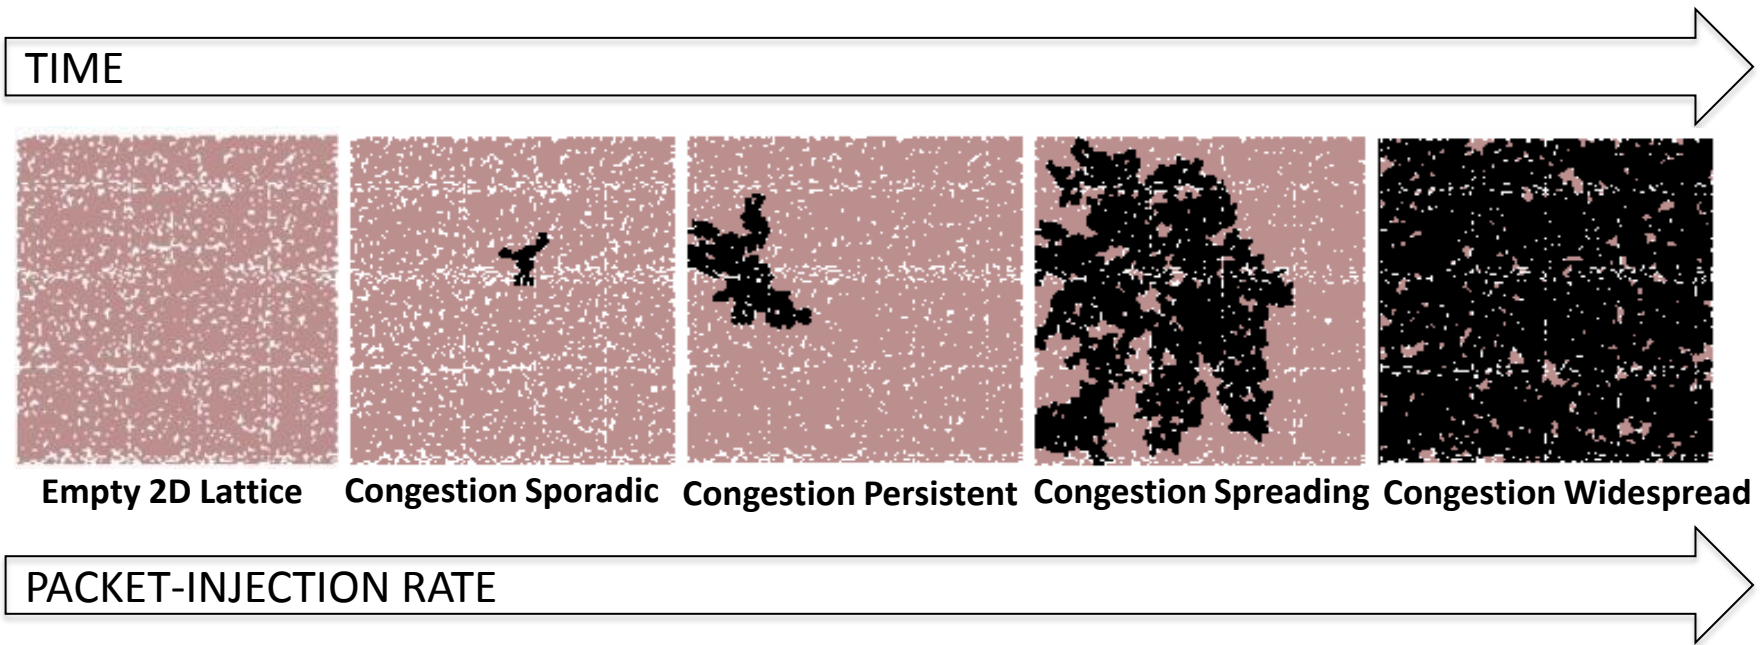 TIME
Empty 2D Lattice
Congestion Sporadic
Congestion Persistent
Congestion Spreading
Congestion Widespread
PACKET-INJECTION RATE